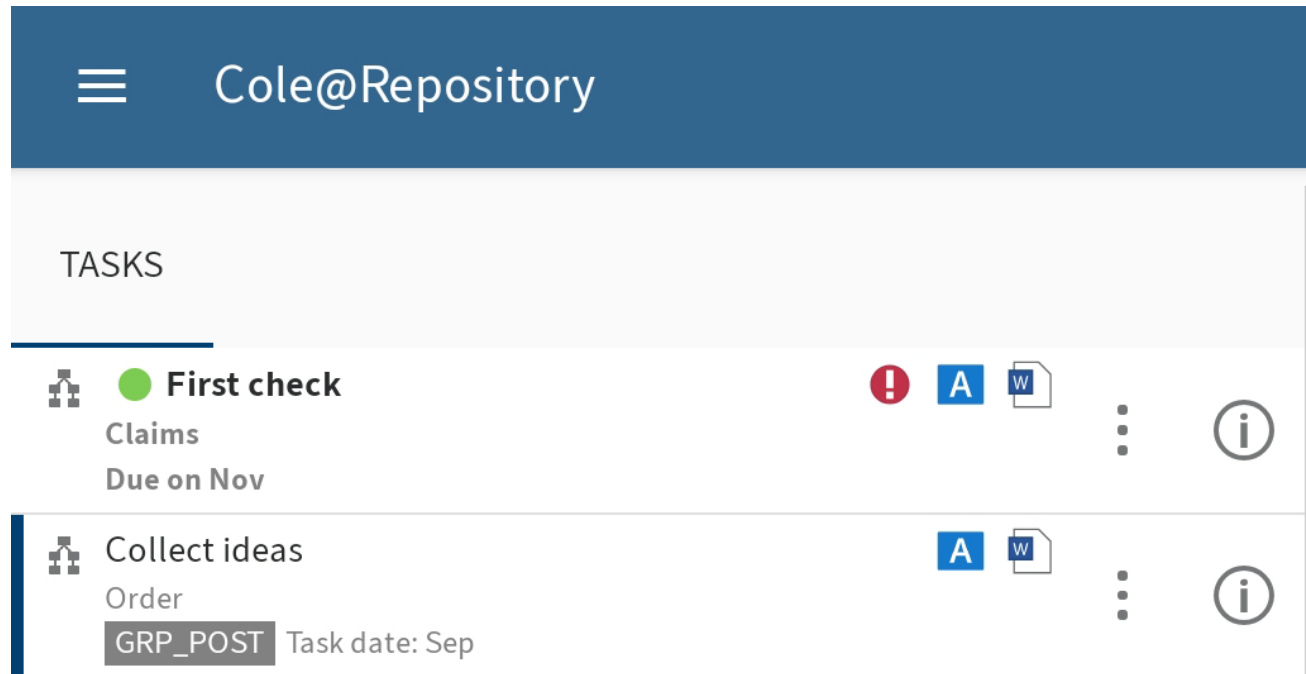 Cole@Repository
TASKS
First check
A
W
Claims
Due on Nov
Collect ideas
A
W
Order
GRP_POST Task date: Sep